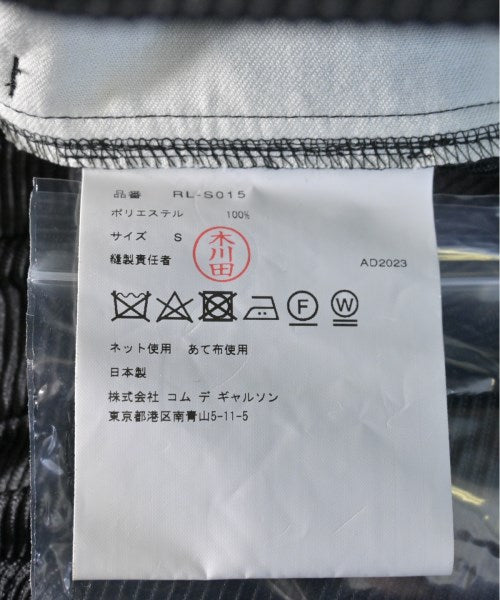 品番 RL-S015
ポリエステル 100%
サイズ S
縫製責任者 木川田 AD2023
F W
ネット使用 あて布使用
日本製
株式会社 コム デ ギャルソン
東京都港区南青山5-11-5